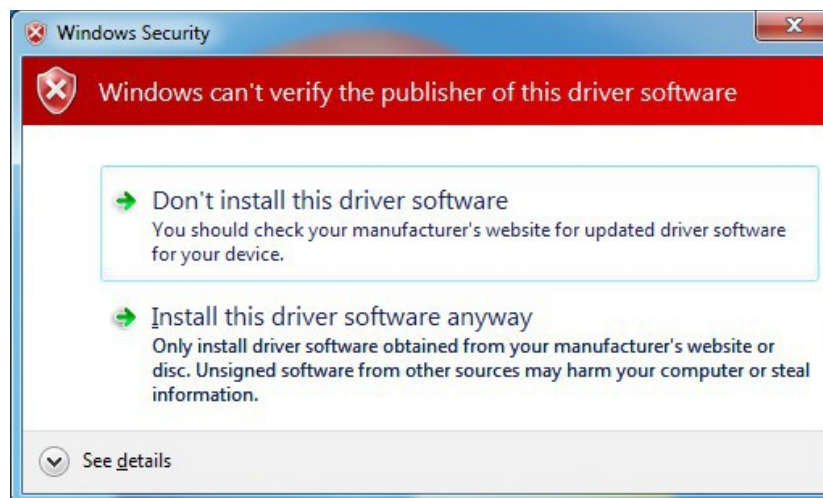 Windows Security
Windows can't verify the publisher of this driver software
Don't install this driver software
You should check your manufacturer's website for updated driver software
for your device.
Install this driver software anyway
Only install driver software obtained from your manufacturer's website or
disc. Unsigned software from other sources may harm your computer or steal
information.
See details